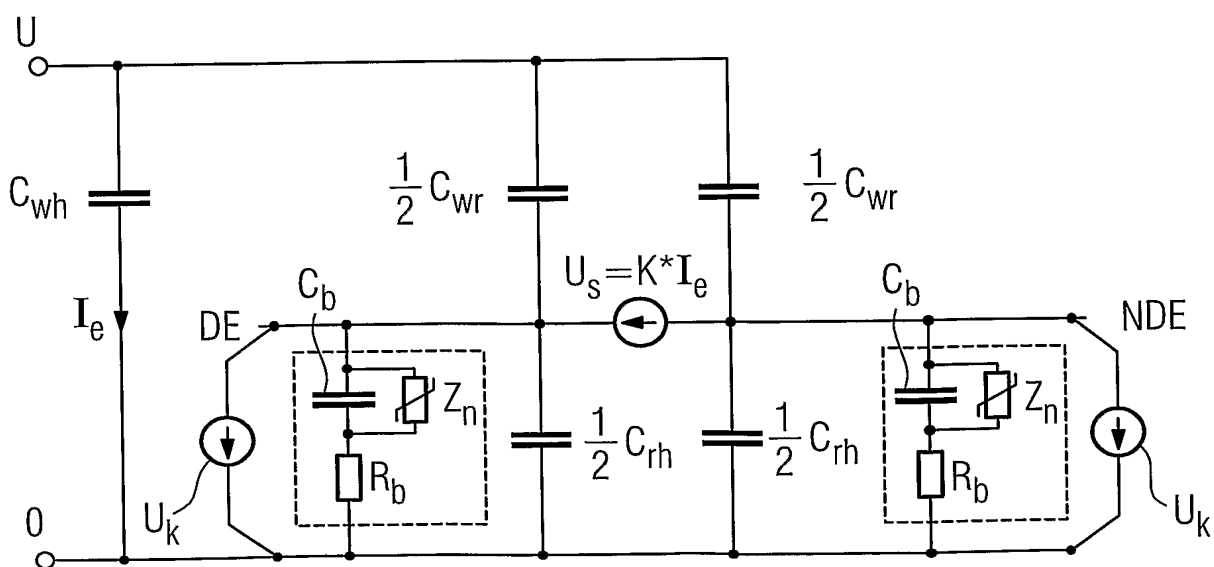 U
C_wh
1/2 C_wr
1/2 C_wr
U_s=K*I_e
C_b
C_b
I_e
DE
NDE
Z_n
Z_n
1/2 C_rh
1/2 C_rh
R_b
R_b
0
U_k
U_k